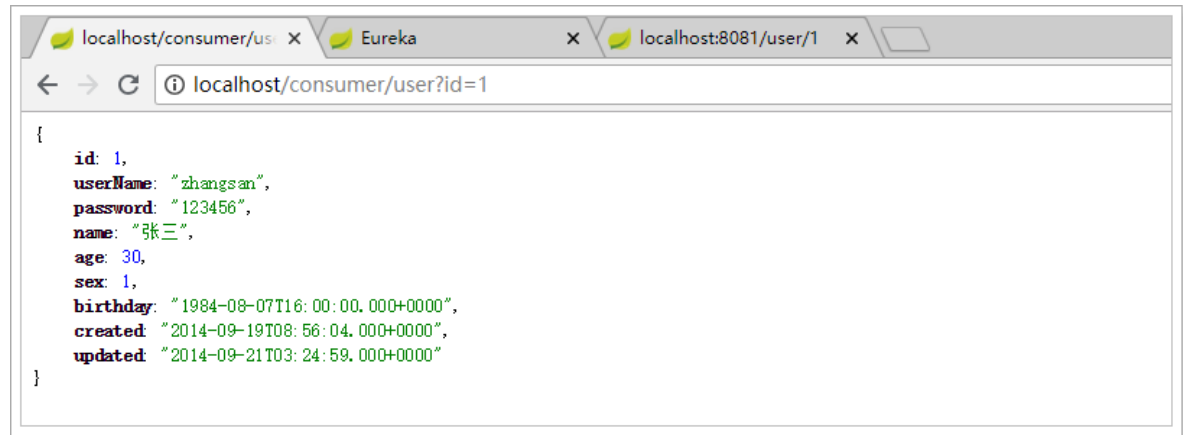 localhost/consumer/us
Eureka
localhost:8081/user/1
localhost/consumer/user?id=1
{
id: 1,
userName: "zhangsan",
password: "123456",
name: "张三",
age: 30,
sex: 1,
birthday: "1984-08-07T16:00:00.000+0000",
created: "2014-09-19T08:56:04.000+0000",
updated: "2014-09-21T03:24:59.000+0000"
}